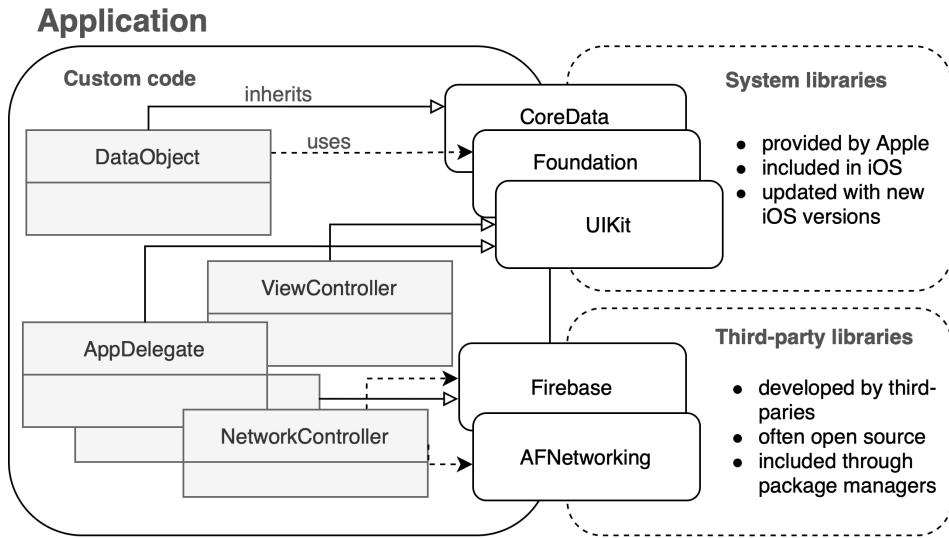 Application
Custom code
inherits
uses
DataObject
CoreData
Foundation
UIKit
ViewController
AppDelegate
NetworkController
Firebase
AFNetworking
System libraries
● provided by Apple
● included in iOS
● updated with new
iOS versions
Third-party libraries
● developed by third-
paries
● often open source
● included through
package managers